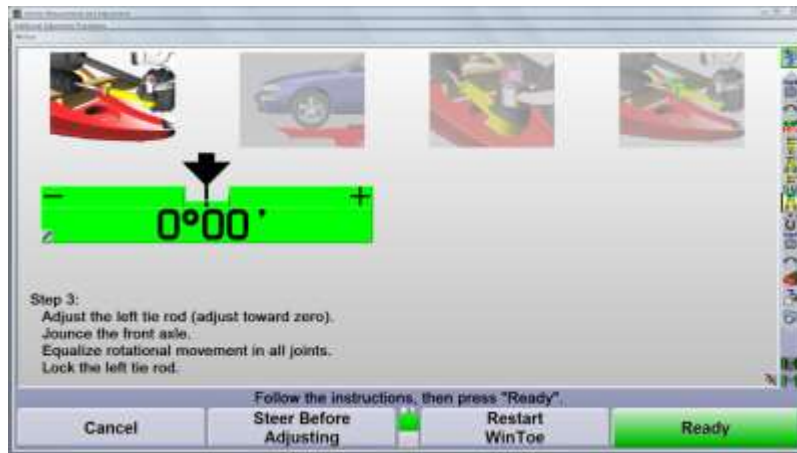 − +
0°00'
Step 3:
Adjust the left tie rod (adjust toward zero).
Jounce the front axle.
Equalize rotational movement in all joints.
Lock the left tie rod.
Follow the instructions, then press "Ready".
Cancel
Steer Before
Adjusting
Restart
WinToe
Ready